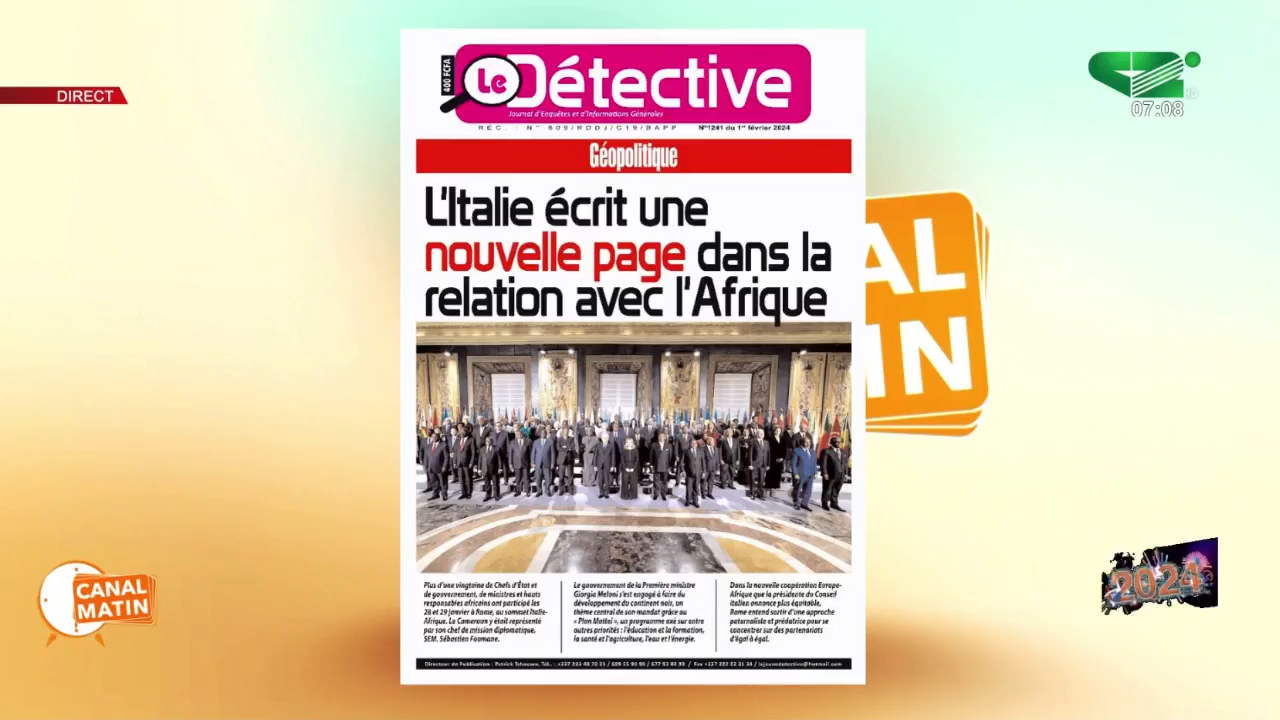 DIRECT
07:08
400 FCFA
Le Détective
Journal d'Enquêtes et d'Informations Générales
N°1241 du 1er février 2024
Géopolitique
L'Italie écrit une
nouvelle page dans la
relation avec l'Afrique
AL
IN
Plus d'une vingtaine de Chefs d'État et
de gouvernement, de ministres et hauts
responsables africains ont participé les
28 et 29 janvier à Rome, au sommet Italie-
Afrique. Le Cameroun y était représenté
par son chef de mission diplomatique,
SEM. Sébastien Foumane.
Le gouvernement de la Première ministre
Giorgia Meloni s'est engagé à faire du
développement du continent noir, un
thème central de son mandat grâce au
« Plan Mattei », un programme axé sur entre
autres priorités : l'éducation et la formation,
la santé et l'agriculture, l'eau et l'énergie.
Dans la nouvelle coopération Europe-
Afrique que la présidente du Conseil
italien annonce plus équitable,
Rome entend sortir d'une approche
paternaliste et prédatrice pour se
concentrer sur des partenariats
d'égal à égal.
Directeur de Publication : Patrick
CANAL
MATIN
2024